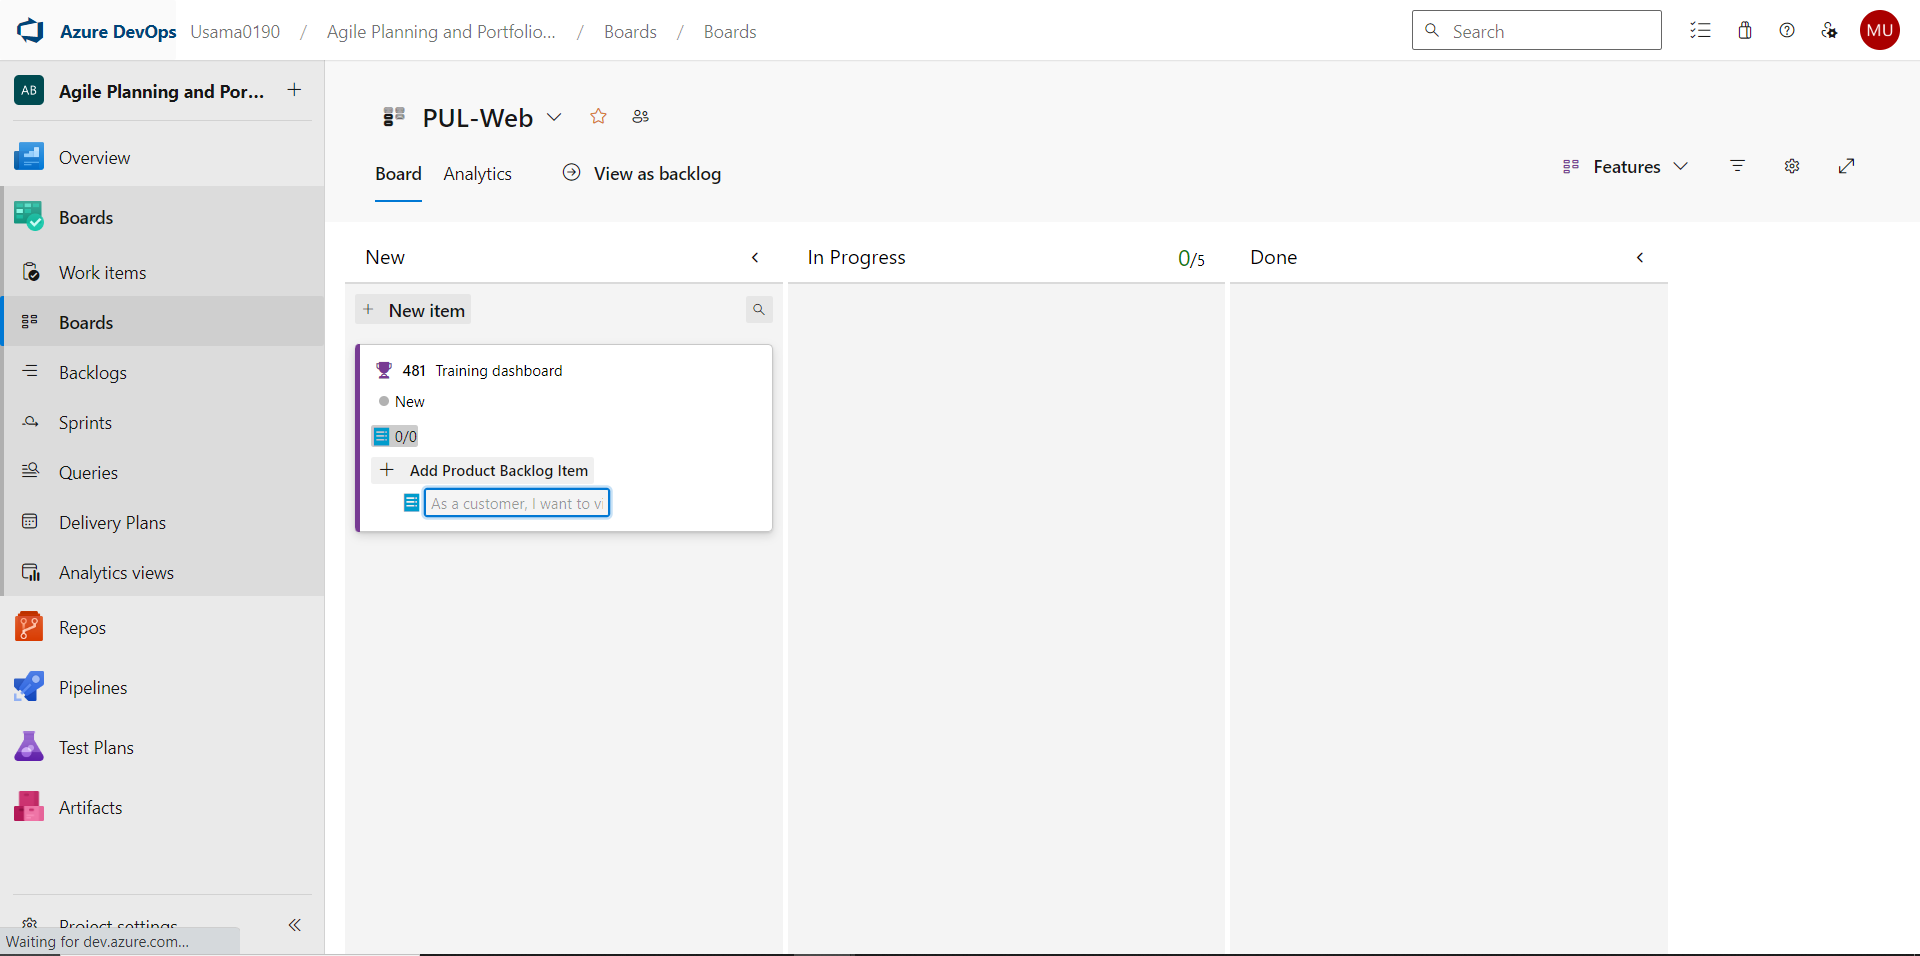 Azure DevOps Usama0190 / Agile Planning and Portfolio... / Boards / Boards
Search
MU
AB Agile Planning and Por...
Overview
Boards
Work items
Boards
Backlogs
Sprints
Queries
Delivery Plans
Analytics views
Repos
Pipelines
Test Plans
Artifacts
Project settings
Waiting for dev.azure.com...
PUL-Web
Board Analytics View as backlog
Features
New
In Progress 0/5
Done
+ New item
481 Training dashboard
New
0/0
+ Add Product Backlog Item
As a customer, I want to vi